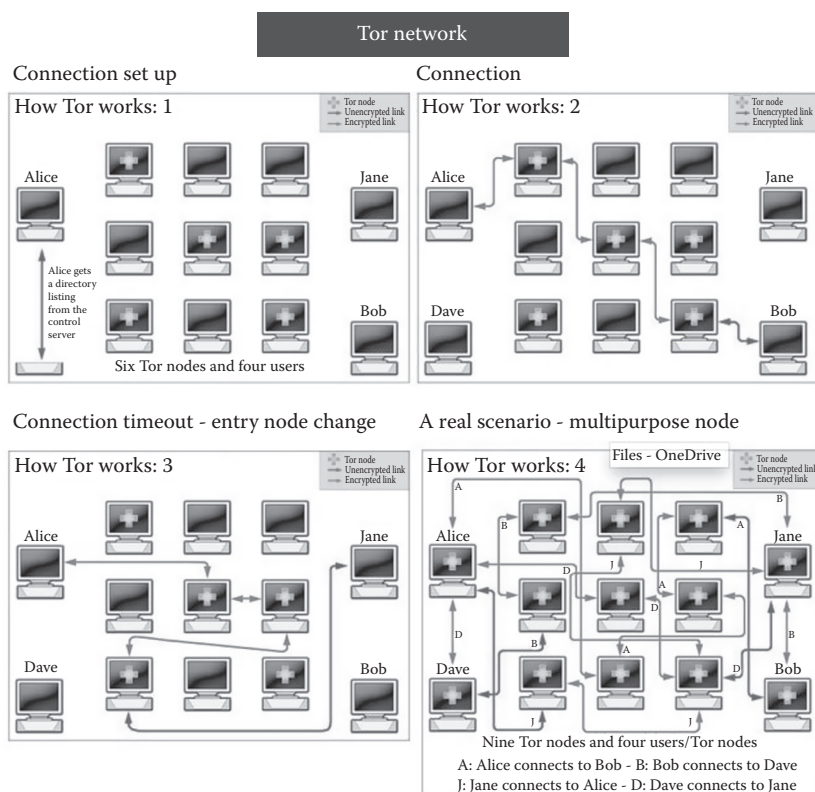 Tor network
Connection set up
Connection
How Tor works: 1
Tor node
Unencrypted link
Encrypted link
Alice
Jane
Alice gets
a directory
listing
from the
control
server
Bob
Six Tor nodes and four users
How Tor works: 2
Tor node
Unencrypted link
Encrypted link
Alice
Jane
Dave
Bob
Connection timeout - entry node change
A real scenario - multipurpose node
How Tor works: 3
Tor node
Unencrypted link
Encrypted link
Alice
Jane
Dave
Bob
How Tor works: 4
Files - OneDrive
Tor node
Unencrypted link
Encrypted link
A
B
B
A
Alice
Jane
D
J
J
A
D
D
B
B
A
D
Dave
Bob
J
J
Nine Tor nodes and four users/Tor nodes
A: Alice connects to Bob - B: Bob connects to Dave
J: Jane connects to Alice - D: Dave connects to Jane